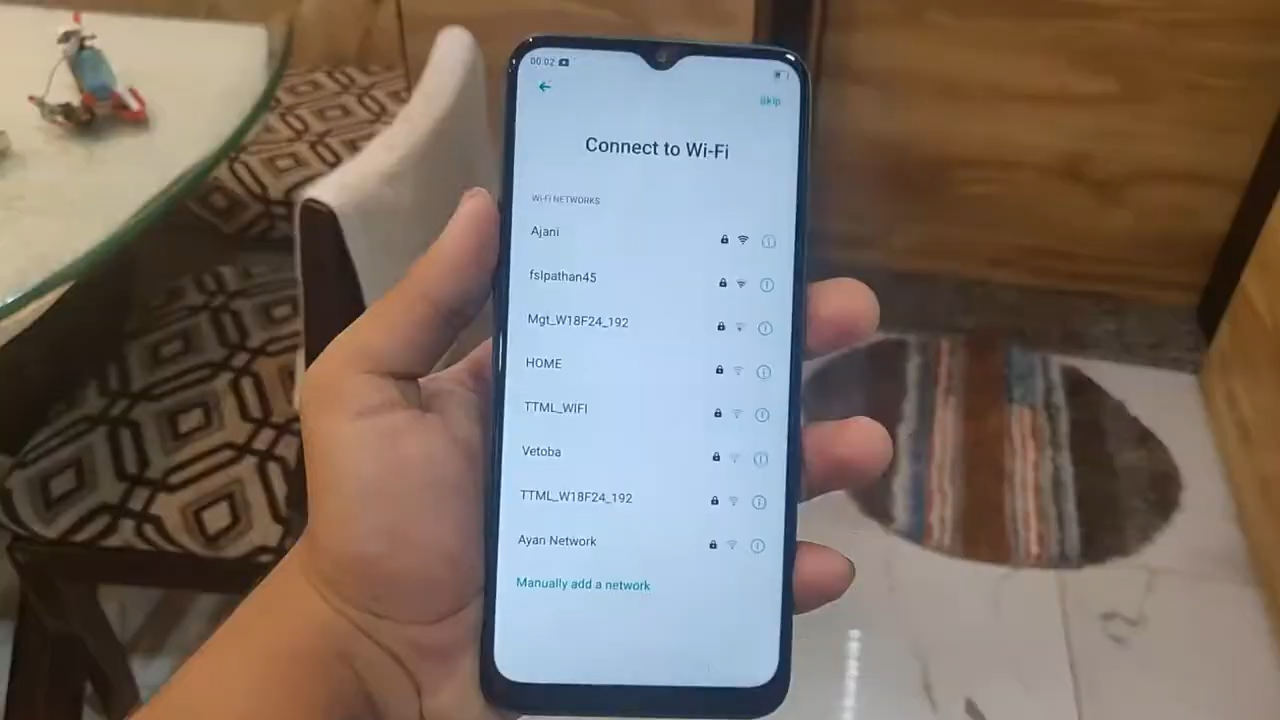 00:02
Skip
Connect to Wi-Fi
Wi-Fi NETWORKS
Ajani
fslpathan45
Mgt_W18F24_192
HOME
TTML_WIFI
Vetoba
TTML_W18F24_192
Ayan Network
Manually add a network